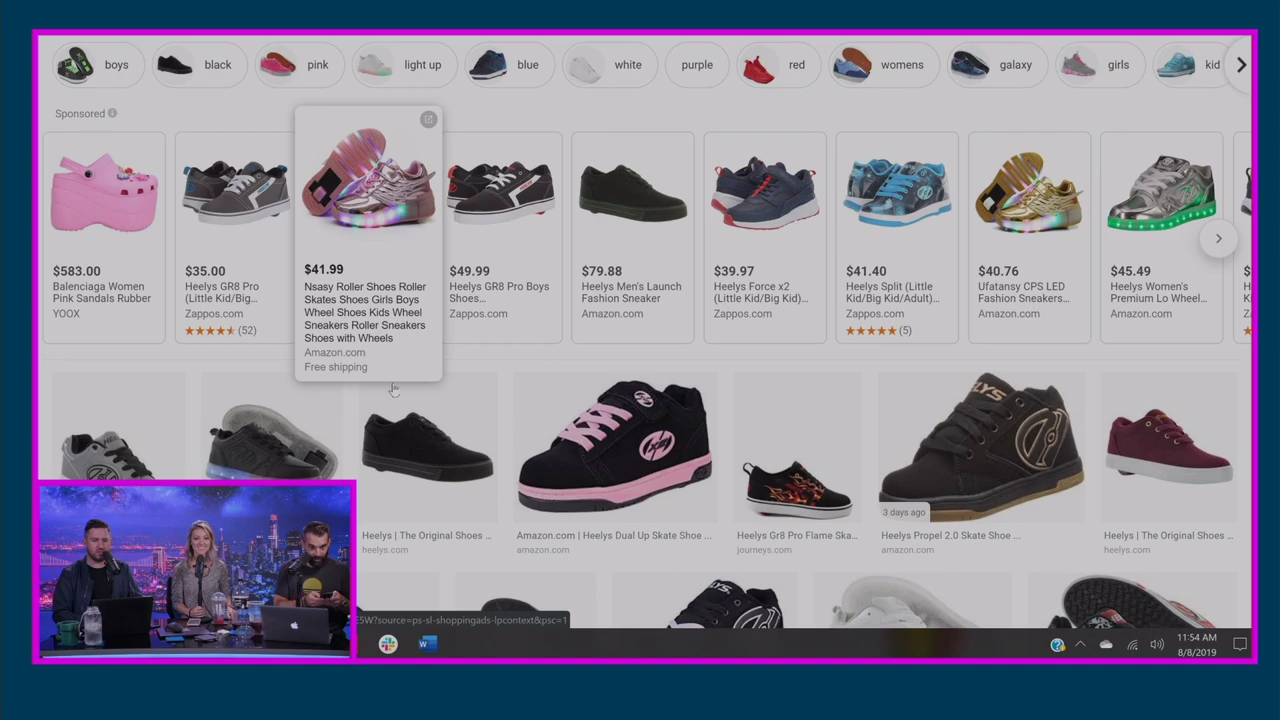 boys
black
pink
light up
blue
white
purple
red
womens
galaxy
girls
kid
Sponsored
$583.00
Balenciaga Women
Pink Sandals Rubber
YOOX
$35.00
Heelys GR8 Pro
(Little Kid/Big...
Zappos.com
(52)
$41.99
Nsasy Roller Shoes Roller
Skates Shoes Girls Boys
Wheel Shoes Kids Wheel
Sneakers Roller Sneakers
Shoes with Wheels
Amazon.com
Free shipping
$49.99
Heelys GR8 Pro Boys
Shoes...
Zappos.com
$79.88
Heelys Men's Launch
Fashion Sneaker
Amazon.com
$39.97
Heelys Force x2
(Little Kid/Big Kid)...
Zappos.com
$41.40
Heelys Split (Little
Kid/Big Kid/Adult)...
Zappos.com
(5)
$40.76
Ufatansy CPS LED
Fashion Sneakers...
Amazon.com
$45.49
Heelys Women's
Premium Lo Wheel...
Amazon.com
3 days ago
Heelys | The Original Shoes ...
heelys.com
Amazon.com | Heelys Dual Up Skate Shoe ...
amazon.com
Heelys Gr8 Pro Flame Ska...
journeys.com
Heelys Propel 2.0 Skate Shoe ...
amazon.com
Heelys | The Original Shoes ...
heelys.com
5W?source=ps-sl-shoppingads-lpcontext&psc=1
11:54 AM
8/8/2019